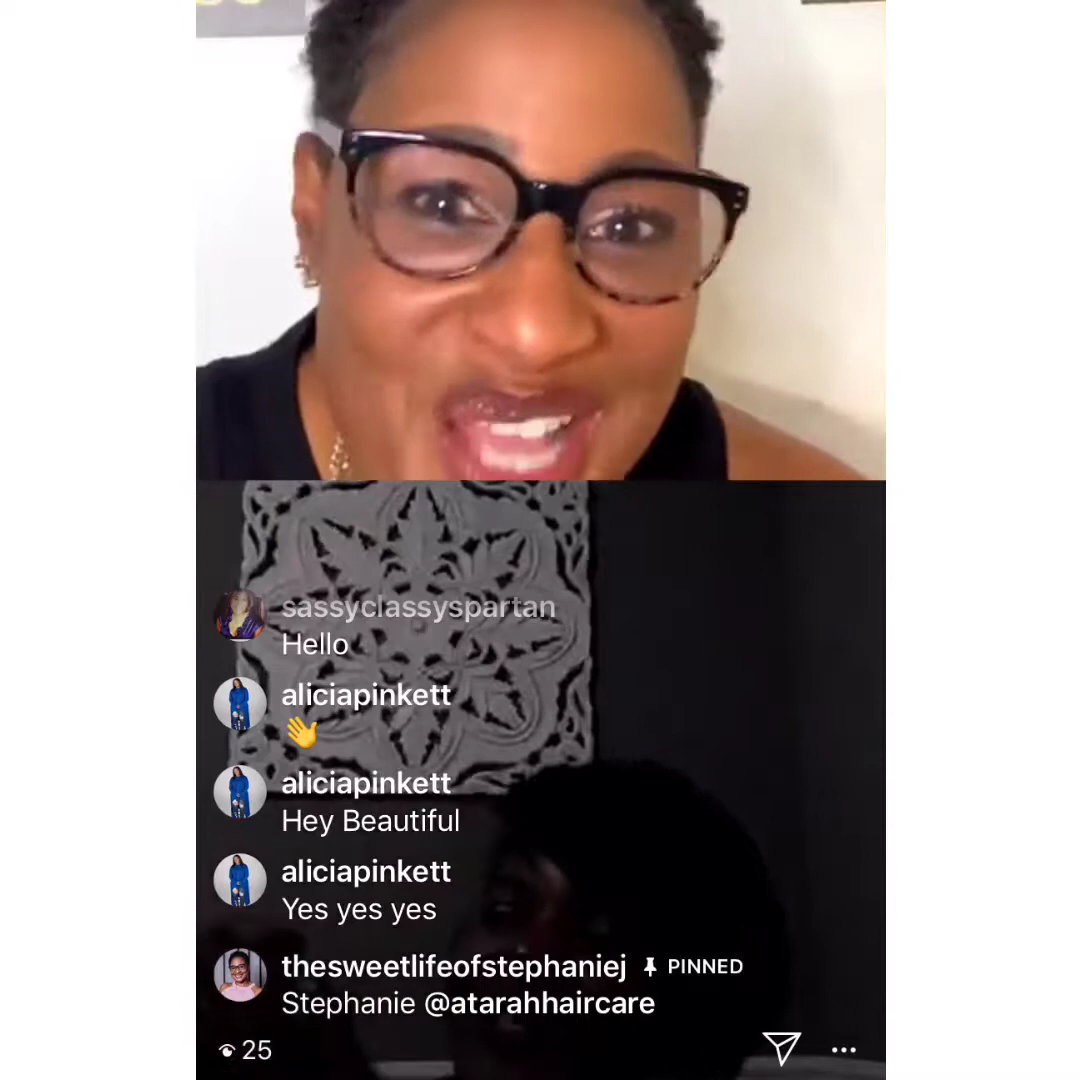 sassyclassyspartan
Hello
aliciapinkett
👋
aliciapinkett
Hey Beautiful
aliciapinkett
Yes yes yes
thesweetlifeofstephaniej PINNED
Stephanie @atarahhaircare
25